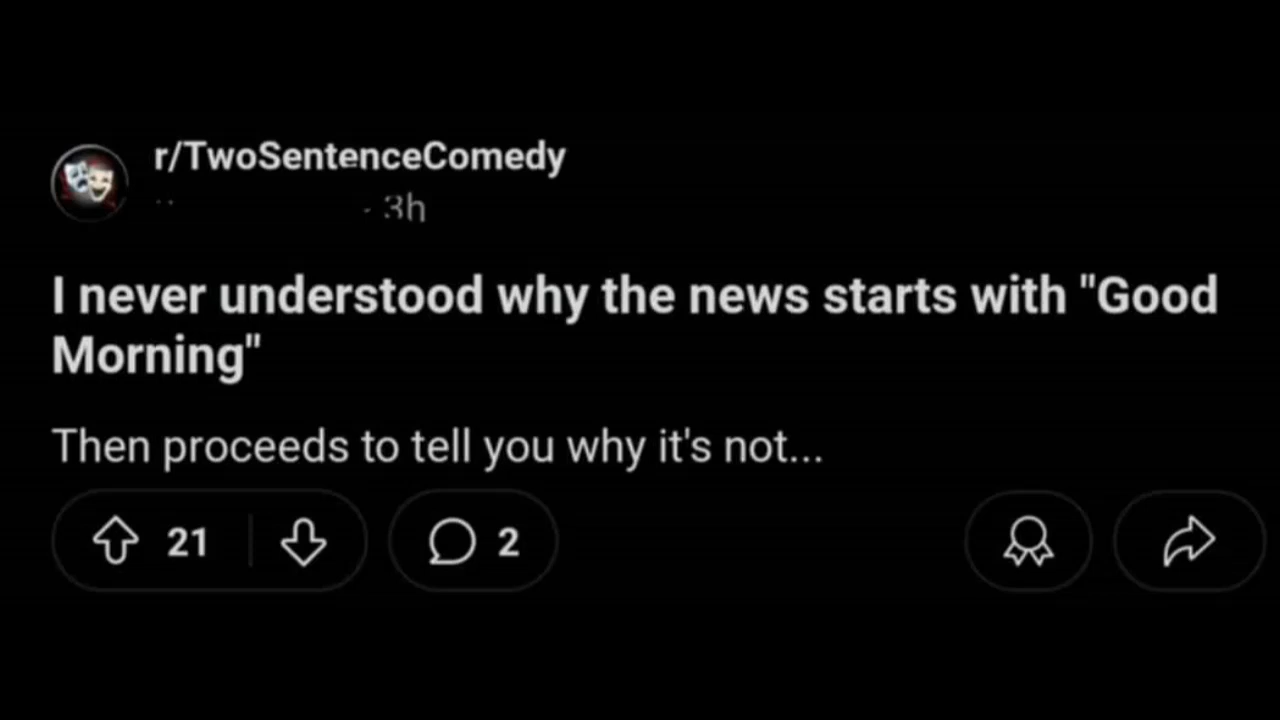 r/TwoSentenceComedy
· 3h
I never understood why the news starts with "Good
Morning"
Then proceeds to tell you why it's not...
21
2